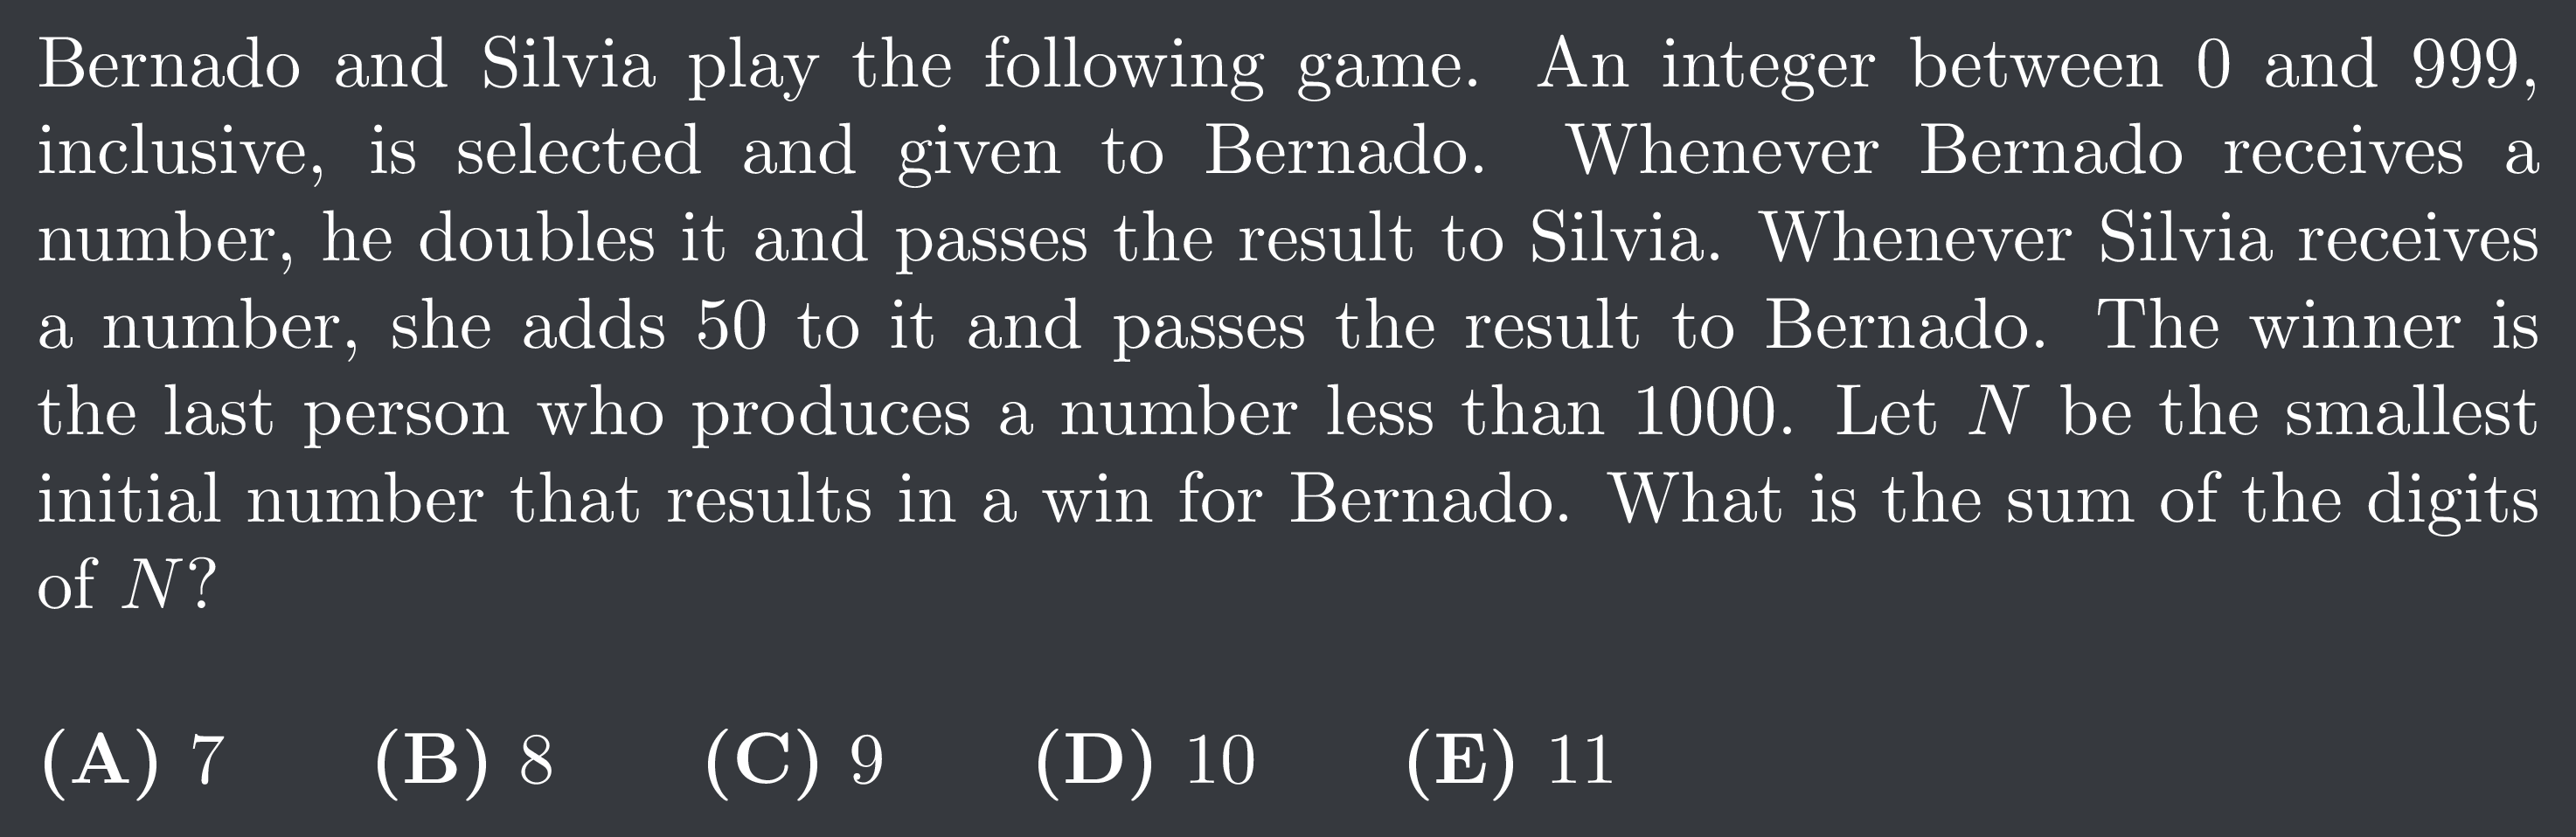 Bernado and Silvia play the following game. An integer between 0 and 999,
inclusive, is selected and given to Bernado. Whenever Bernado receives a
number, he doubles it and passes the result to Silvia. Whenever Silvia receives
a number, she adds 50 to it and passes the result to Bernado. The winner is
the last person who produces a number less than 1000. Let N be the smallest
initial number that results in a win for Bernado. What is the sum of the digits
of N?
(A) 7 (B) 8 (C) 9 (D) 10 (E) 11